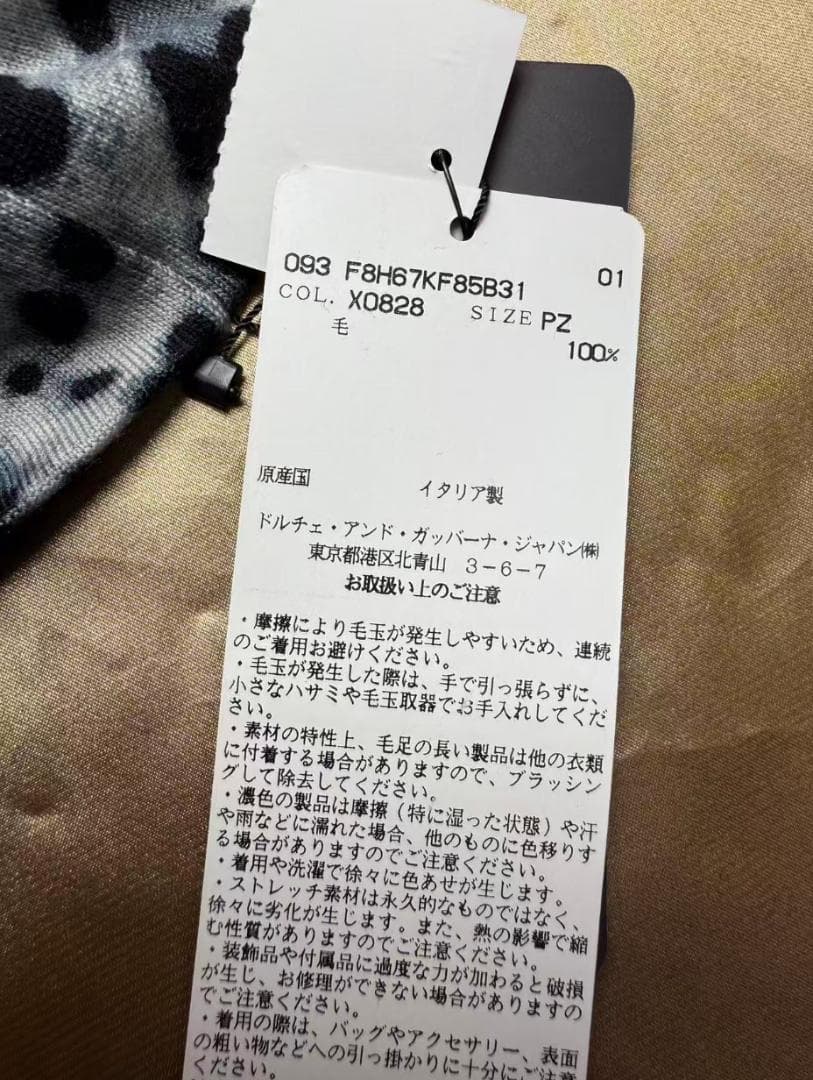 093 F8H67KF85B31 01
COL. X0828 SIZE PZ
毛 100%
原産国 イタリア製
ドルチェ・アンド・ガッバーナ・ジャパン㈱
東京都港区北青山 3-6-7
お取扱い上のご注意
・摩擦により毛玉が発生しやすいため、連続
のご着用お避けください。
・毛玉が発生した際は、手で引っ張らずに、
小さなハサミや毛玉取器でお手入れしてくだ
さい。
・素材の特性上、毛足の長い製品は他の衣類
に付着する場合がありますので、ブラッシン
グして除去してください。
・濃色の製品は摩擦（特に湿った状態）や汗
や雨などに濡れた場合、他のものに色移りす
る場合がありますのでご注意ください。
・着用や洗濯で徐々に色あせが生じます。
・ストレッチ素材は永久的なものではなく、
徐々に劣化が生じます。また、熱の影響で縮
む性質がありますのでご注意ください。
・装飾品や付属品に過度な力が加わると破損
が生じ、お修理ができない場合がありますの
でご注意ください。
・着用の際は、バッグやアクセサリー、表面
の粗い物などへの引っ掛かりに十分にご注意
ください。